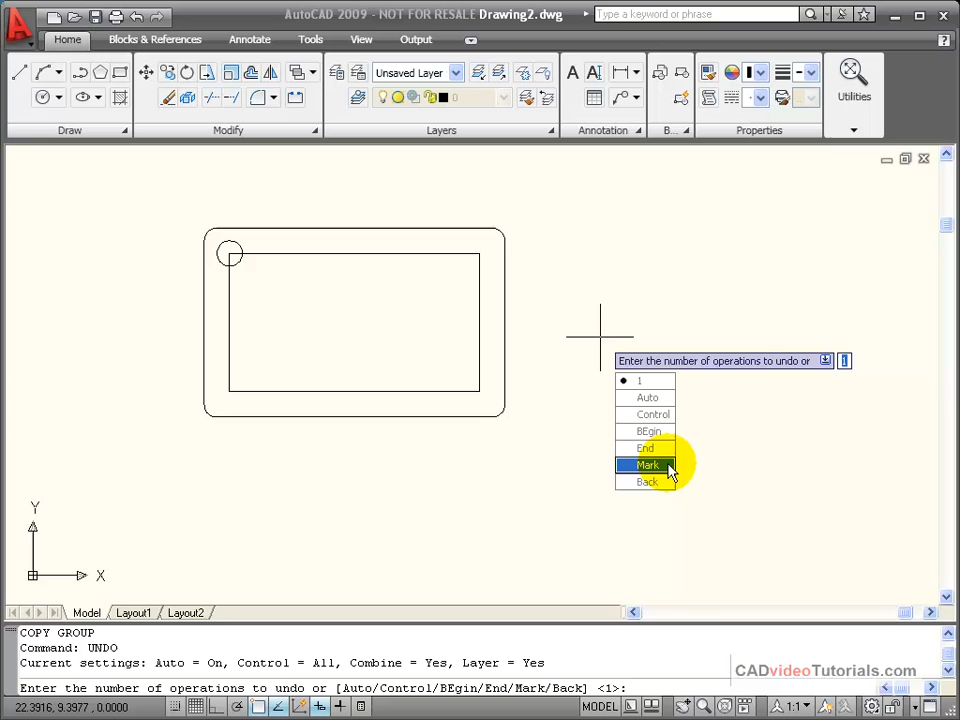 AutoCAD 2009 - NOT FOR RESALE Drawing2.dwg
Type a keyword or phrase
Home
Blocks & References
Annotate
Tools
View
Output
Unsaved Layer
0
Utilities
Draw
Modify
Layers
Annotation
B...
Properties
Enter the number of operations to undo or
1
1
Auto
Control
BEgin
End
Mark
Back
Y
X
Model
Layout1
Layout2
COPY GROUP
Command: UNDO
Current settings: Auto = On, Control = All, Combine = Yes, Layer = Yes
Enter the number of operations to undo or [Auto/Control/BEgin/End/Mark/Back] <1>:
CADvideoTutorials.com
22.3916, 9.3977, 0.0000
MODEL
1:1